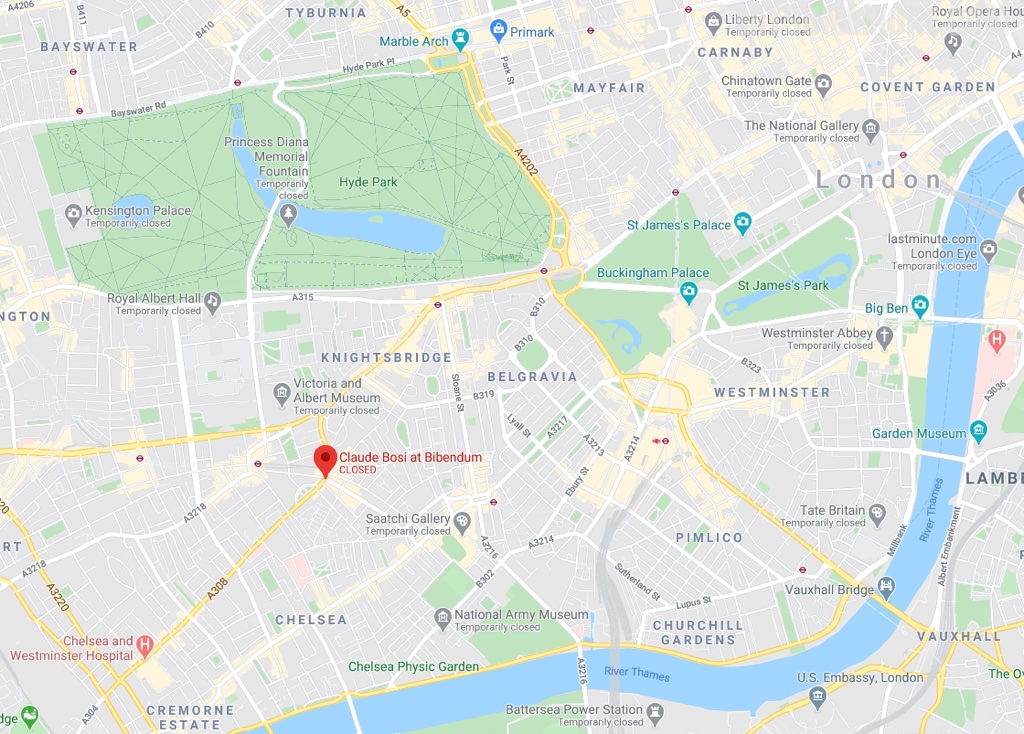 A4206
TYBURNIA
A5
Liberty London
Temporarily closed
Royal Opera Hou
Temporarily closed
BAYSWATER
B411
B410
Marble Arch
Primark
CARNABY
A4
Hyde Park Pl
Park St
MAYFAIR
Chinatown Gate
Temporarily closed
COVENT GARDEN
Bayswater Rd
The National Gallery
Temporarily closed
Princess Diana
Memorial
Fountain
Temporarily
closed
A4202
Hyde Park
London
Kensington Palace
Temporarily closed
St James's Palace
lastminute.com
London Eye
Temporarily closed
Buckingham Palace
St James's Park
Royal Albert Hall
Temporarily closed
A315
B310
Big Ben
NGTON
Westminster Abbey
Temporarily closed
H
B310
KNIGHTSBRIDGE
B323
BELGRAVIA
Victoria and
Albert Museum
Temporarily closed
Sloane St
B319
WESTMINSTER
A3036
Lyall St
A3217
A3213
A3214
Garden Museum
Claude Bosi at Bibendum
CLOSED
Ebury St
LAMBE
A3218
Saatchi Gallery
Temporarily closed
Tate Britain
Temporarily closed
River Thames
20
RT
A3216
A3214
PIMLICO
Millbank
Albert Embankment
A3218
A3220
A308
B302
Sutherland St
Vauxhall Bridge
Lupus St
CHELSEA
National Army Museum
Temporarily closed
CHURCHILL
GARDENS
VAUXHALL
Chelsea and
Westminster Hospital
H
Chelsea Physic Garden
A3216
River Thames
U.S. Embassy, London
The Ov
A304
CREMORNE
ESTATE
Battersea Power Station
Temporarily closed
dge